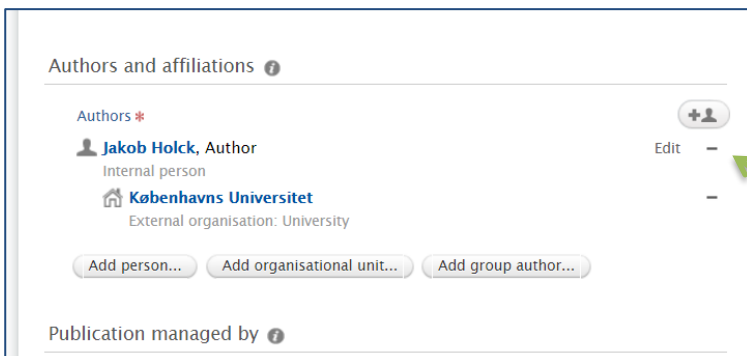 Authors and affiliations
Authors *
Jakob Holck, Author Edit
Internal person
Københavns Universitet
External organisation: University
Add person... Add organisational unit... Add group author...
Publication managed by